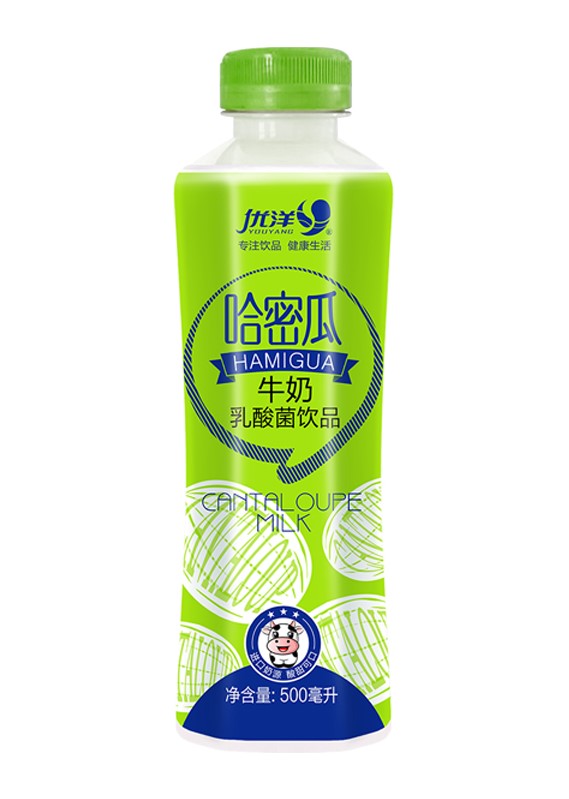 优洋
YOUYANG
®
专注饮品 健康生活
哈密瓜
HAMIGUA
牛奶
乳酸菌饮品
CANTALOUPE
MILK
进口奶源 酸甜可口
净含量: 500毫升